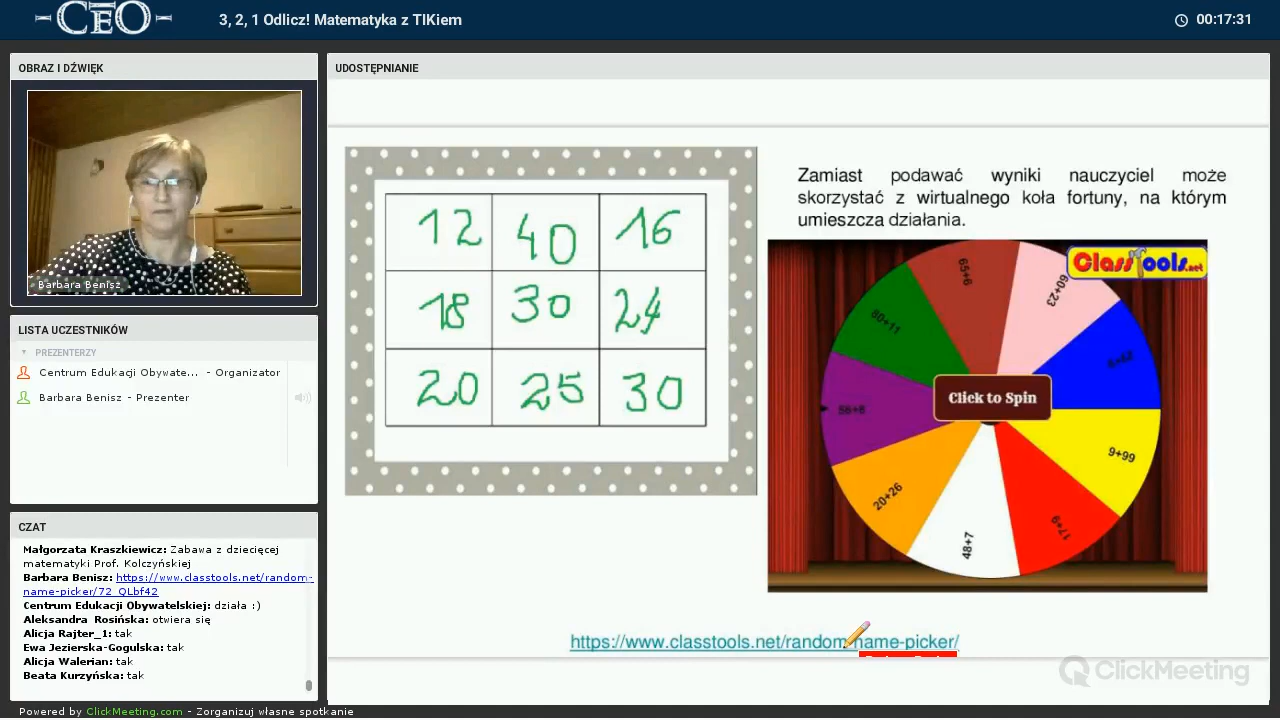 CEO
3, 2, 1 Odlicz! Matematyka z TIKiem
00:17:31
OBRAZ I DŹWIĘK
Barbara Benisz
LISTA UCZESTNIKÓW
PREZENTERZY
Centrum Edukacji Obywate... - Organizator
Barbara Benisz - Prezenter
CZAT
Małgorzata Kraszkiewicz: Zabawa z dziecięcej
matematyki Prof. Kolczyńskiej
Barbara Benisz: https://www.classtools.net/random-
name-picker/72_QLbf42
Centrum Edukacji Obywatelskiej: działa :)
Aleksandra Rosińska: otwiera się
Alicja Rajter_1: tak
Ewa Jezierska-Gogulska: tak
Alicja Walerian: tak
Beata Kurzyńska: tak
UDOSTĘPNIANIE
12 40 16
18 30 24
20 25 30
Zamiast podawać wyniki nauczyciel może
skorzystać z wirtualnego koła fortuny, na którym
umieszcza działania.
ClassTools.net
65+6
60+23
80+11
56+8
Click to Spin
9+99
20+26
48+7
17+9
https://www.classtools.net/random-name-picker/
ClickMeeting
Powered by ClickMeeting.com - Zorganizuj własne spotkanie